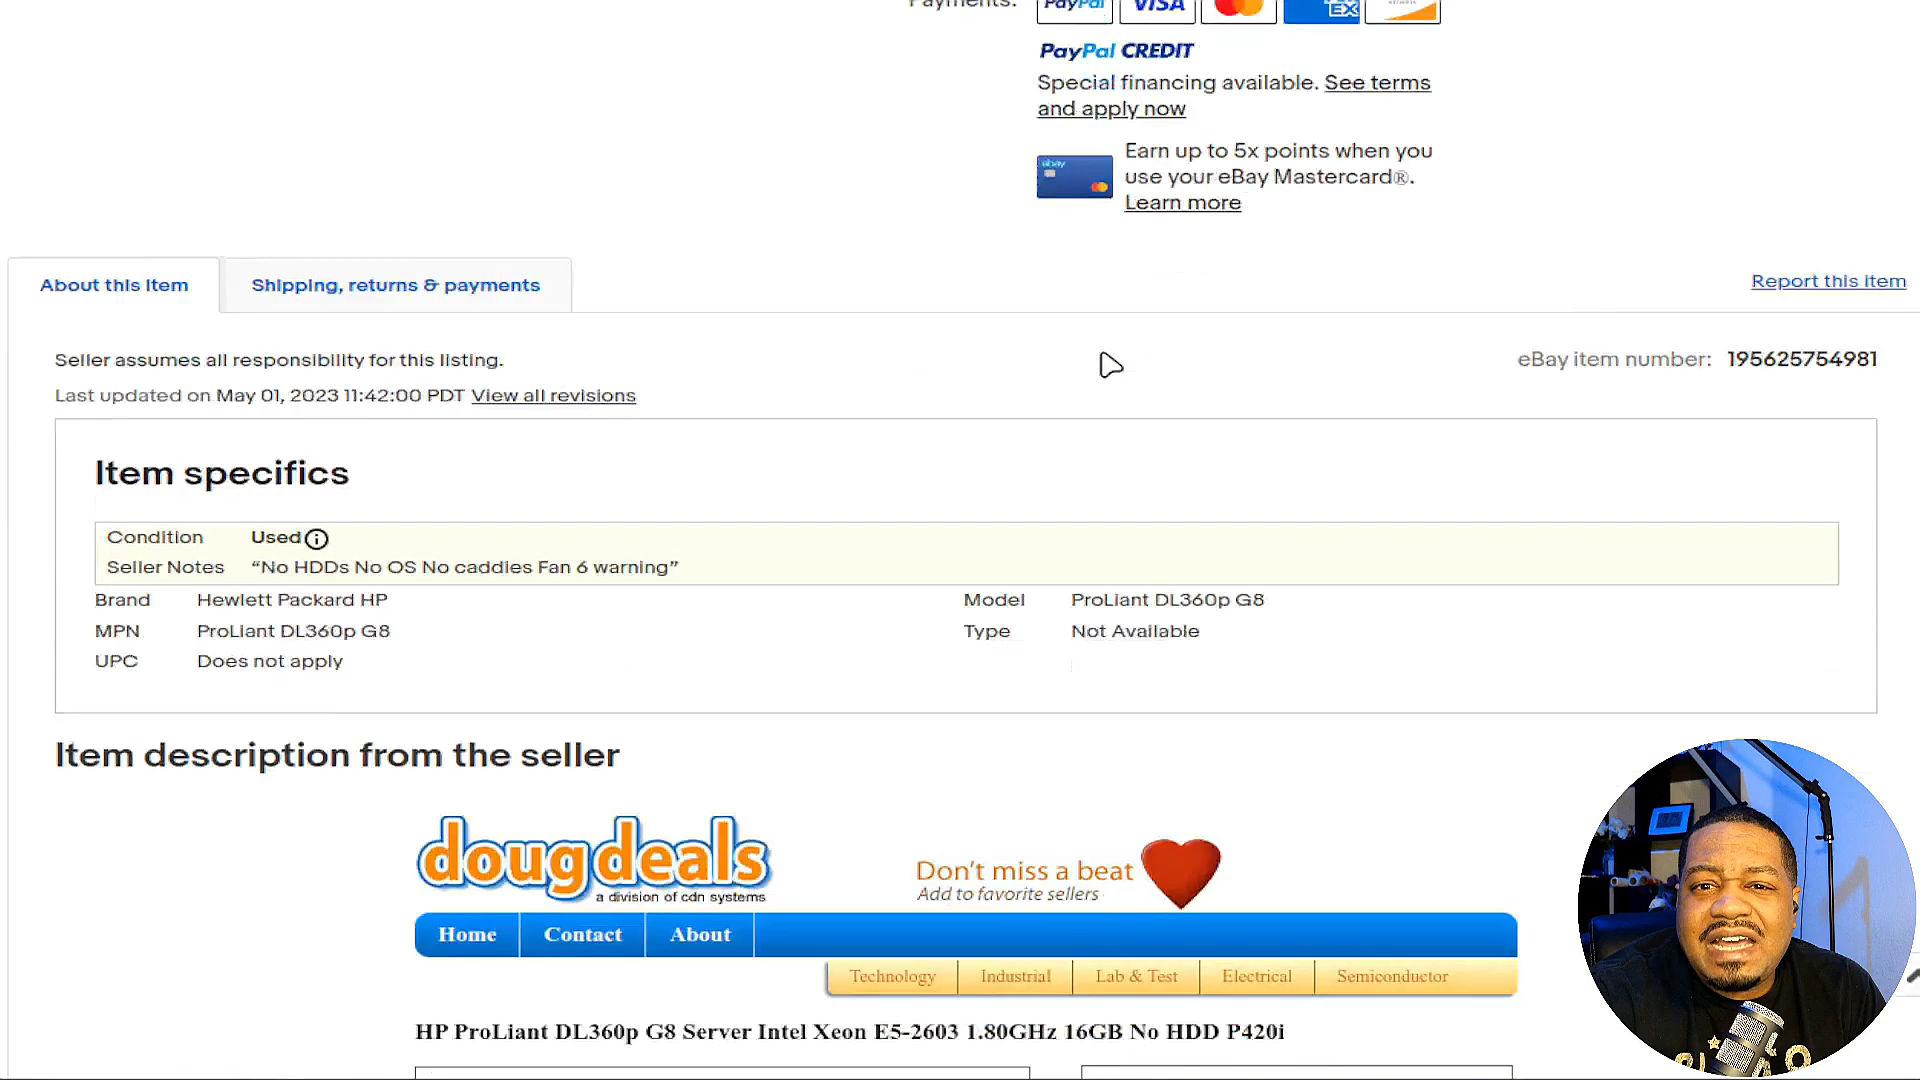 Payments:
PayPal VISA EX
PayPal CREDIT
Special financing available. See terms
and apply now
ebay
Earn up to 5x points when you
use your eBay Mastercard®.
Learn more
About this item
Shipping, returns & payments
Report this item
Seller assumes all responsibility for this listing.
eBay item number: 195625754981
Last updated on May 01, 2023 11:42:00 PDT View all revisions
Item specifics
Condition Used
Seller Notes “No HDDs No OS No caddies Fan 6 warning”
Brand Hewlett Packard HP
Model ProLiant DL360p G8
MPN ProLiant DL360p G8
Type Not Available
UPC Does not apply
Item description from the seller
dougdeals
a division of cdn systems
Don't miss a beat
Add to favorite sellers
Home Contact About
Technology Industrial Lab & Test Electrical Semiconductor
HP ProLiant DL360p G8 Server Intel Xeon E5-2603 1.80GHz 16GB No HDD P420i